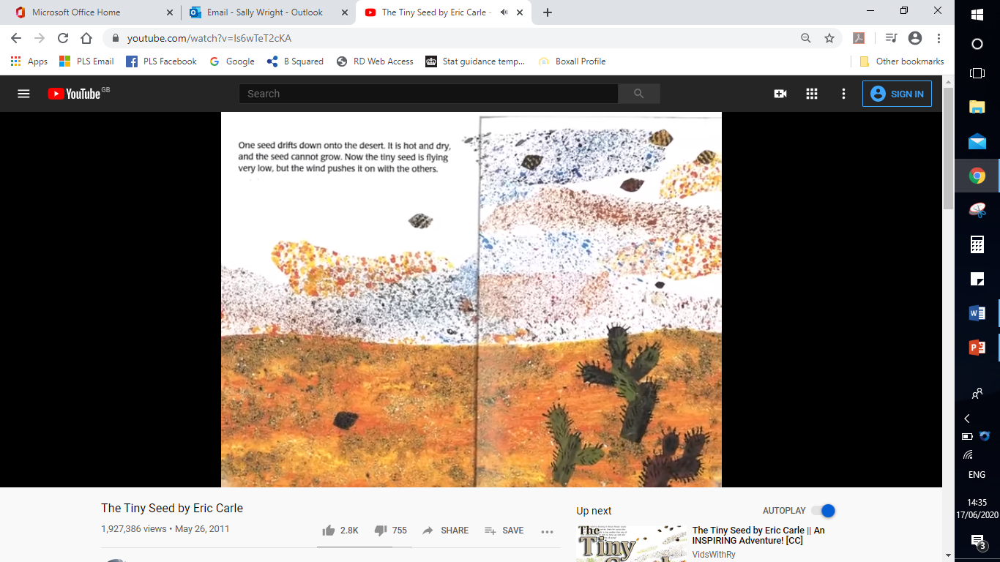 Microsoft Office Home
Email - Sally Wright - Outlook
The Tiny Seed by Eric Carle -
youtube.com/watch?v=Is6wTeT2cKA
Apps PLS Email PLS Facebook Google B Squared RD Web Access Stat guidance temp... Boxall Profile Other bookmarks
YouTube GB
Search
SIGN IN
One seed drifts down onto the desert. It is hot and dry,
and the seed cannot grow. Now the tiny seed is flying
very low, but the wind pushes it on with the others.
The Tiny Seed by Eric Carle
1,927,386 views • May 26, 2011
2.8K 755 SHARE SAVE
Up next
AUTOPLAY
The Tiny
The Tiny Seed by Eric Carle || An
INSPIRING Adventure! [CC]
VidsWithRy
ENG
14:35
17/06/2020
3